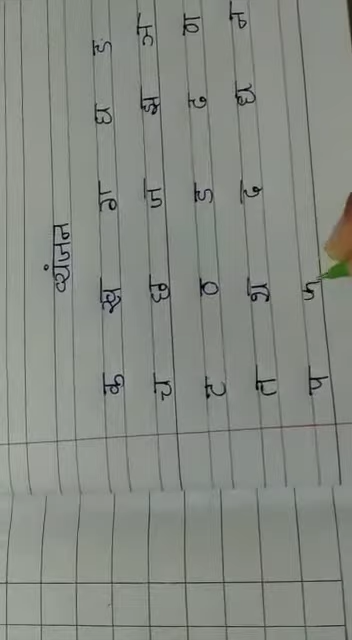 व्यंजन
क ख ग घ ङ
च छ ज झ ञ
ट ठ ड ढ ण
त थ द ध न
प